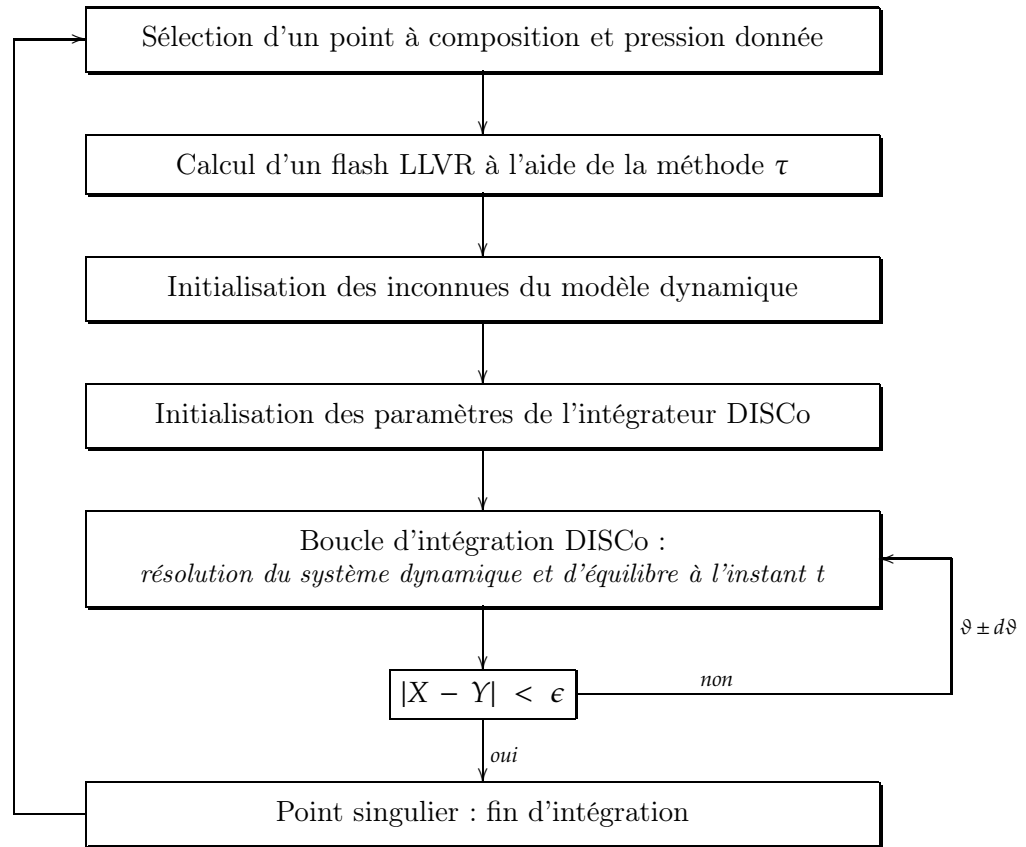 Sélection d'un point à composition et pression donnée
Calcul d'un flash LLVR à l'aide de la méthode τ
Initialisation des inconnues du modèle dynamique
Initialisation des paramètres de l'intégrateur DISCo
Boucle d'intégration DISCo :
résolution du système dynamique et d'équilibre à l'instant t
ϑ ± dϑ
|X − Y| < ϵ
non
oui
Point singulier : fin d'intégration